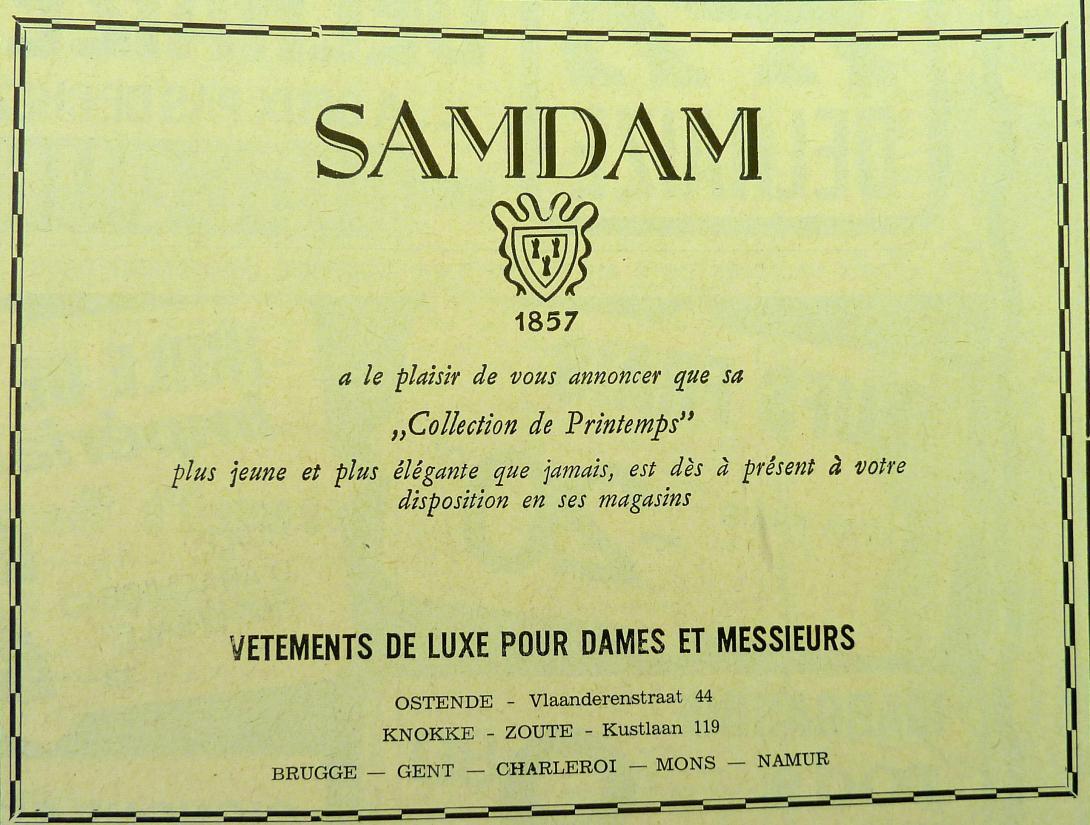 SAMDAM
1857
a le plaisir de vous annoncer que sa
„Collection de Printemps”
plus jeune et plus élégante que jamais, est dès à présent à votre
disposition en ses magasins
VETEMENTS DE LUXE POUR DAMES ET MESSIEURS
OSTENDE - Vlaanderenstraat 44
KNOKKE - ZOUTE - Kustlaan 119
BRUGGE — GENT — CHARLEROI — MONS — NAMUR